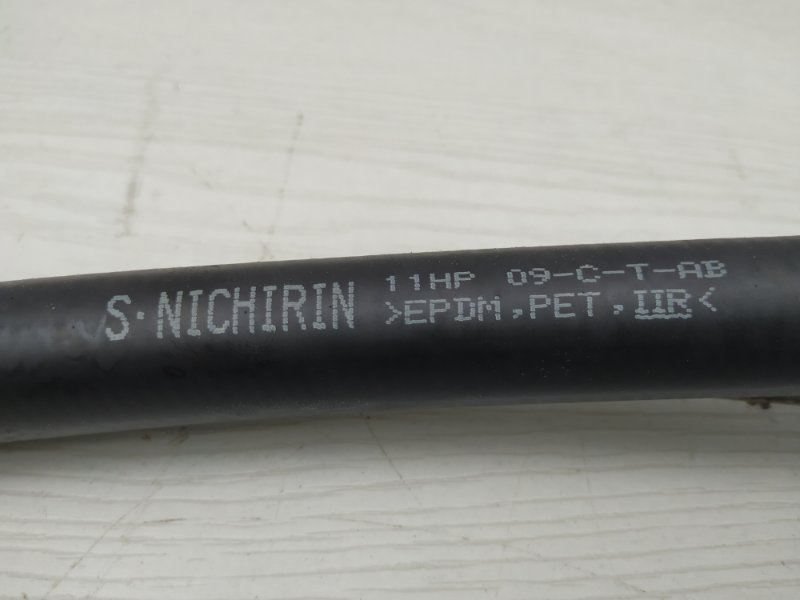 S·NICHIRIN
11HP 09-C-T-AB
>EPDM,PET,IIR<